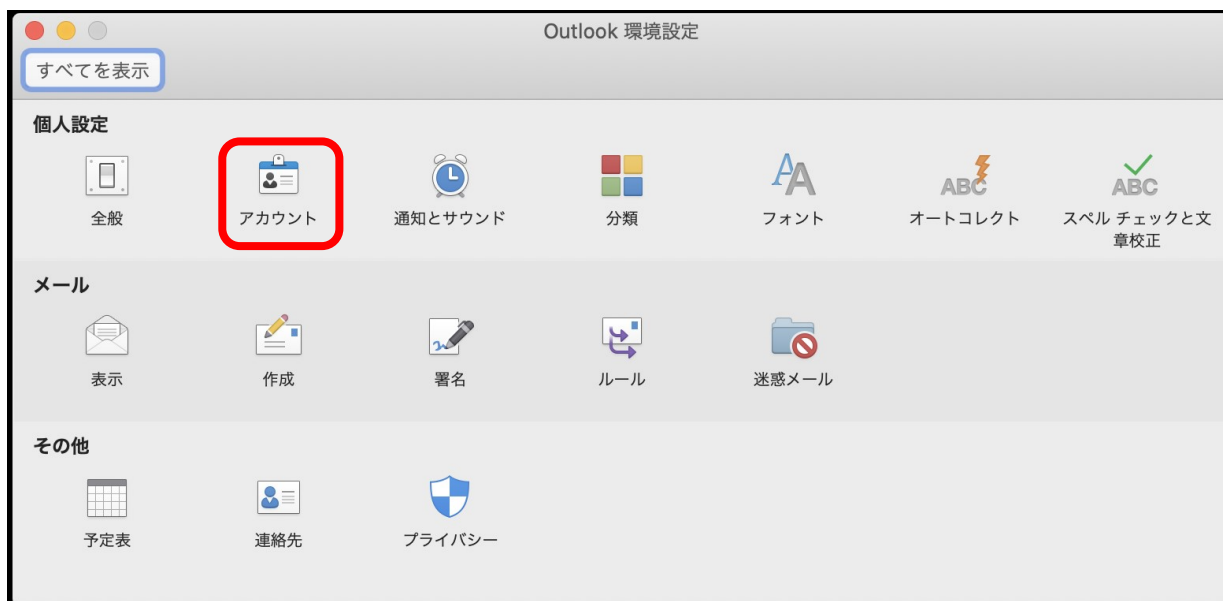 Outlook 環境設定
すべてを表示
個人設定
全般
アカウント
通知とサウンド
分類
フォント
オートコレクト
スペル チェックと文
章校正
メール
表示
作成
署名
ルール
迷惑メール
その他
予定表
連絡先
プライバシー